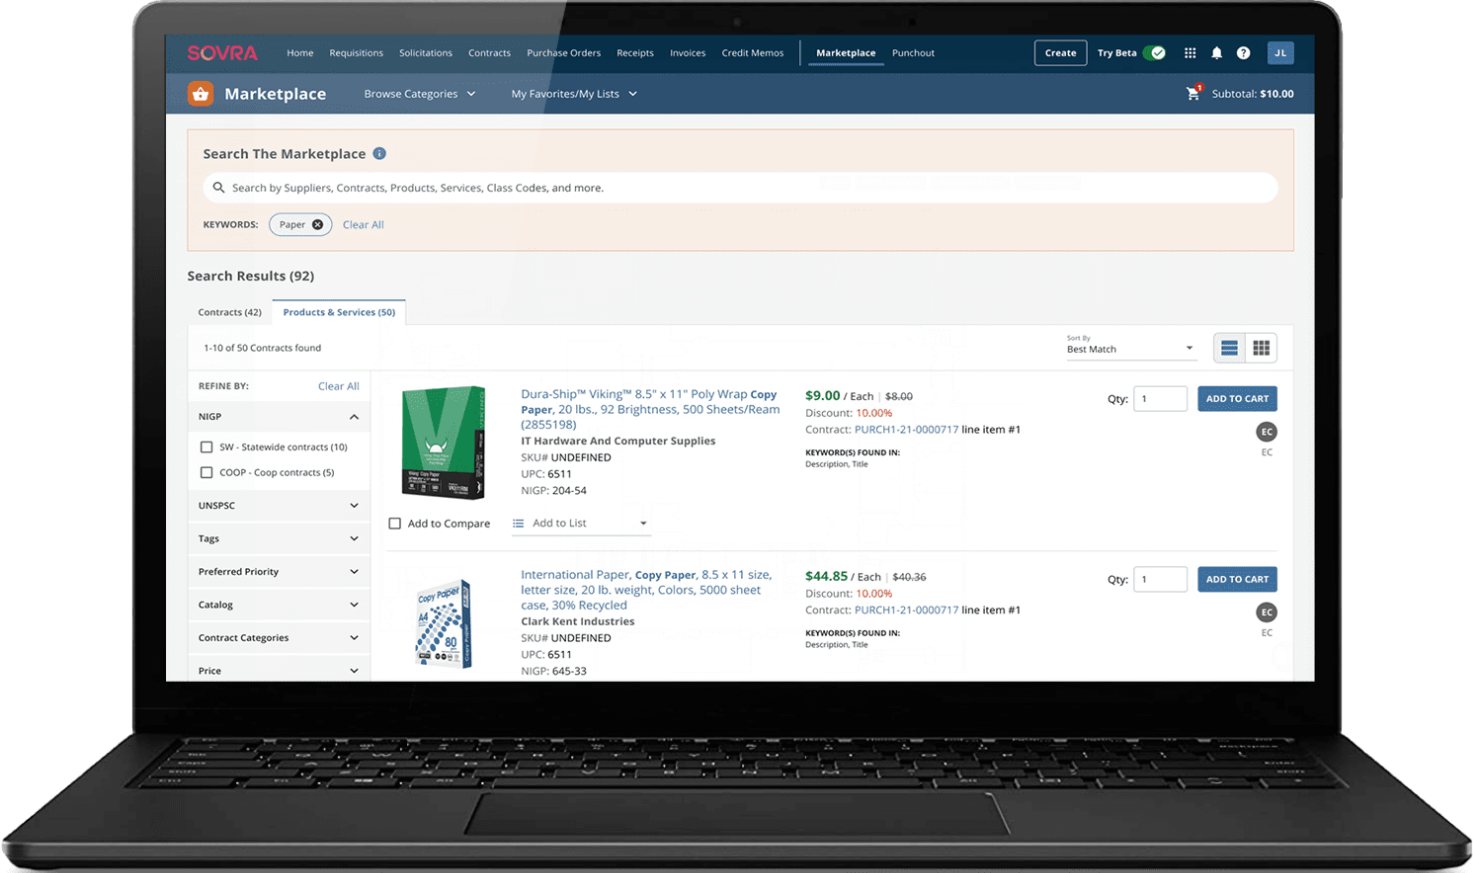 SOVRA Home Requisitions Solicitations Contracts Purchase Orders Receipts Invoices Credit Memos Marketplace Punchout Create Try Beta ? JL
Marketplace Browse Categories My Favorites/My Lists 1 Subtotal: $10.00
Search The Marketplace i
Search by Suppliers, Contracts, Products, Services, Class Codes, and more.
KEYWORDS: Paper Clear All
Search Results (92)
Contracts (42) Products & Services (50)
1-10 of 50 Contracts found
Sort By
Best Match
REFINE BY: Clear All
NIGP
SW - Statewide contracts (10)
COOP - Coop contracts (5)
UNSPSC
Tags
Preferred Priority
Catalog
Contract Categories
Price
Dura-Ship™ Viking™ 8.5" x 11" Poly Wrap Copy
Paper, 20 lbs., 92 Brightness, 500 Sheets/Ream
(2855198)
IT Hardware And Computer Supplies
SKU# UNDEFINED
UPC: 6511
NIGP: 204-54
$9.00 / Each | $8.00
Discount: 10.00%
Contract: PURCH1-21-0000717 line item #1
KEYWORD(S) FOUND IN:
Description, Title
Qty: 1 ADD TO CART
EC
EC
Add to Compare Add to List
Copy Paper
A4
80
Copy Paper
International Paper, Copy Paper, 8.5 x 11 size,
letter size, 20 lb. weight, Colors, 5000 sheet
case, 30% Recycled
Clark Kent Industries
SKU# UNDEFINED
UPC: 6511
NIGP: 645-33
$44.85 / Each | $40.36
Discount: 10.00%
Contract: PURCH1-21-0000717 line item #1
KEYWORD(S) FOUND IN:
Description, Title
Qty: 1 ADD TO CART
EC
EC